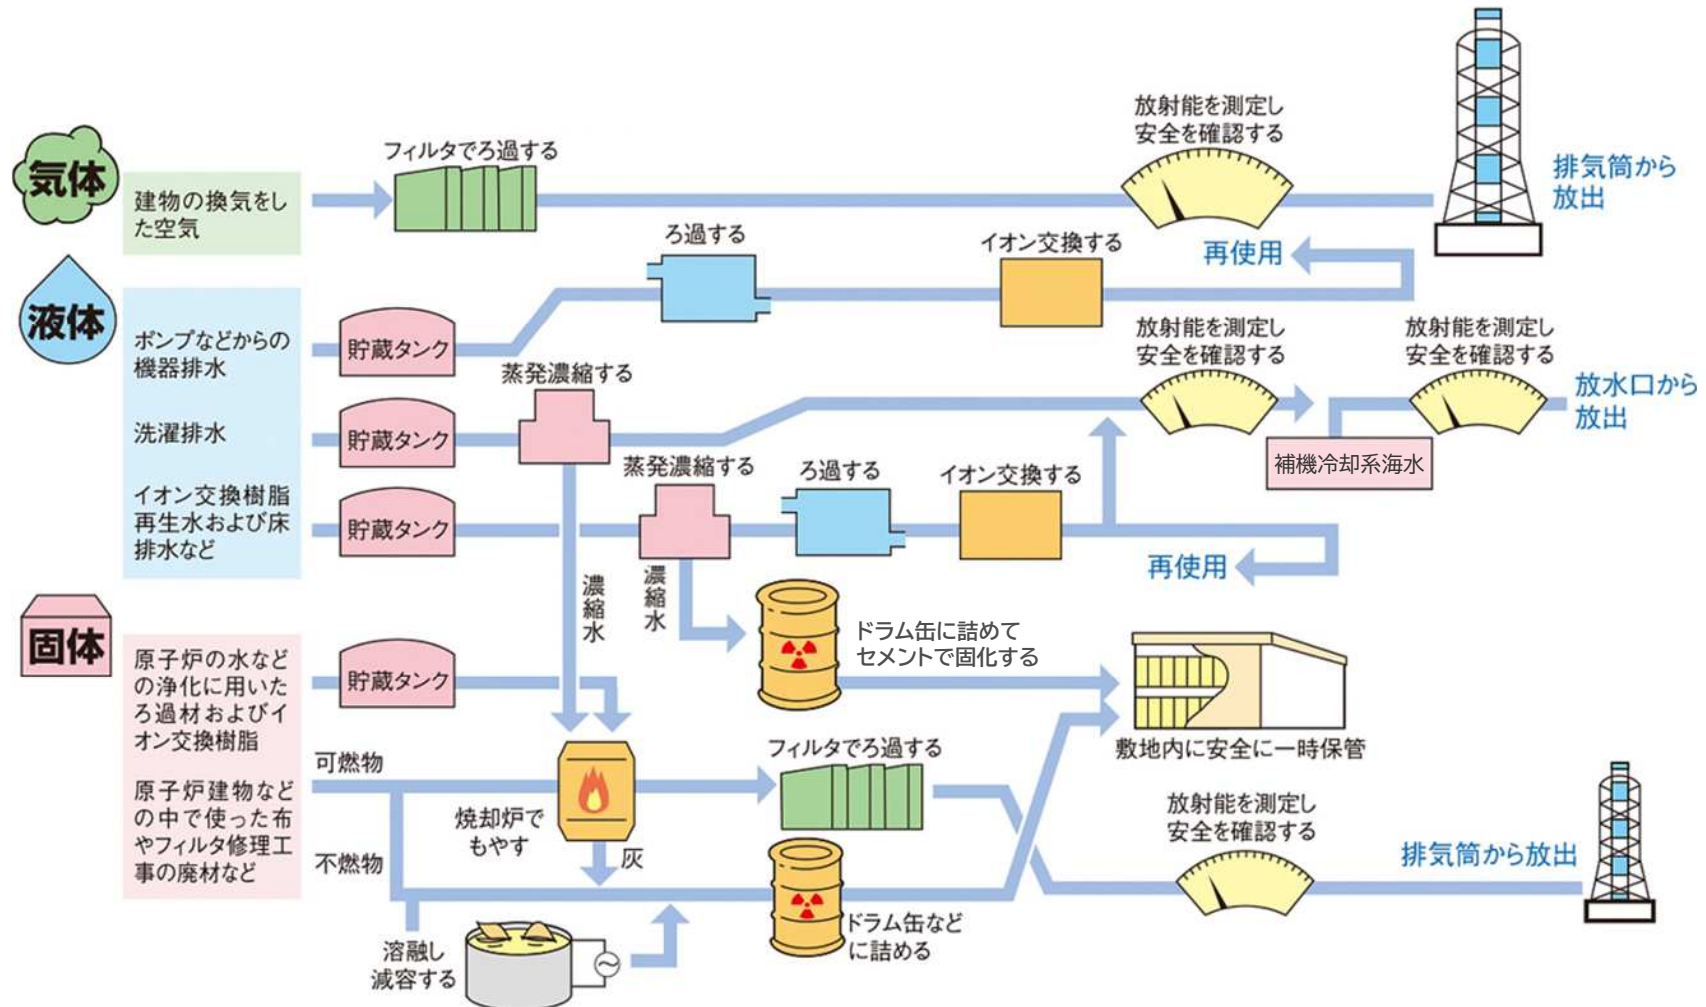 気体
建物の換気をし
た空気
フィルタでろ過する
放射能を測定し
安全を確認する
排気筒から
放出
液体
ポンプなどからの
機器排水
貯蔵タンク
ろ過する
イオン交換する
再使用
洗濯排水
貯蔵タンク
蒸発濃縮する
放射能を測定し
安全を確認する
補機冷却系海水
放射能を測定し
安全を確認する
放水口から
放出
イオン交換樹脂
再生水および床
排水など
貯蔵タンク
蒸発濃縮する
ろ過する
イオン交換する
再使用
濃縮水
濃縮水
ドラム缶に詰めて
セメントで固化する
固体
原子炉の水など
の浄化に用いた
ろ過材およびイ
オン交換樹脂
貯蔵タンク
敷地内に安全に一時保管
原子炉建物など
の中で使った布
やフィルタ修理工
事の廃材など
可燃物
不燃物
焼却炉で
もやす
灰
フィルタでろ過する
放射能を測定し
安全を確認する
排気筒から放出
溶融し
減容する
ドラム缶など
に詰める